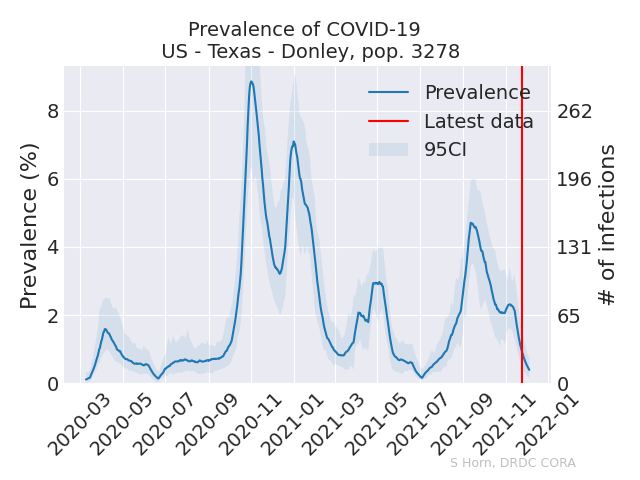 Prevalence of COVID-19
US - Texas - Donley, pop. 3278
Prevalence (%)
8
6
4
2
0
Prevalence
Latest data
95CI
262
196
131
65
0
# of infections
2020-03
2020-05
2020-07
2020-09
2020-11
2021-01
2021-03
2021-05
2021-07
2021-09
2021-11
2022-01
S Horn, DRDC CORA